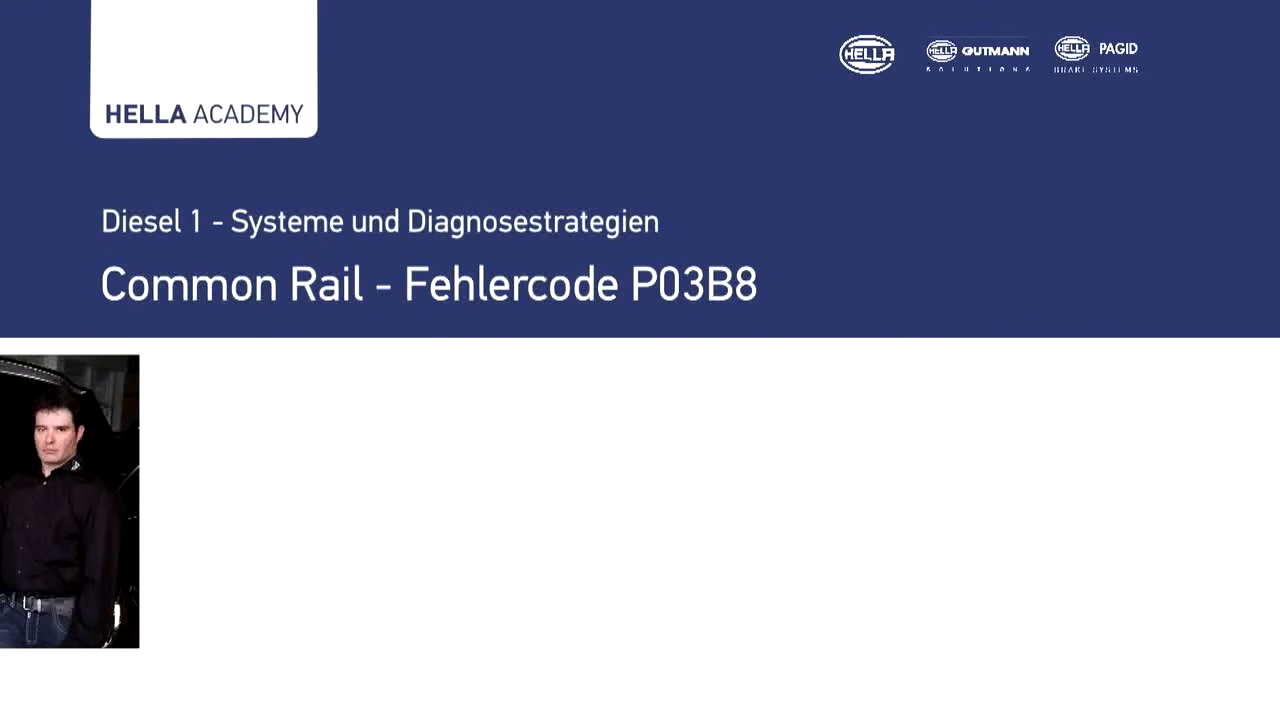 HELLA
HELLA GUTMANN
SOLUTIONS
HELLA PAGID
BRAKE SYSTEMS
HELLA ACADEMY
Diesel 1 - Systeme und Diagnosestrategien
Common Rail - Fehlercode P03B8